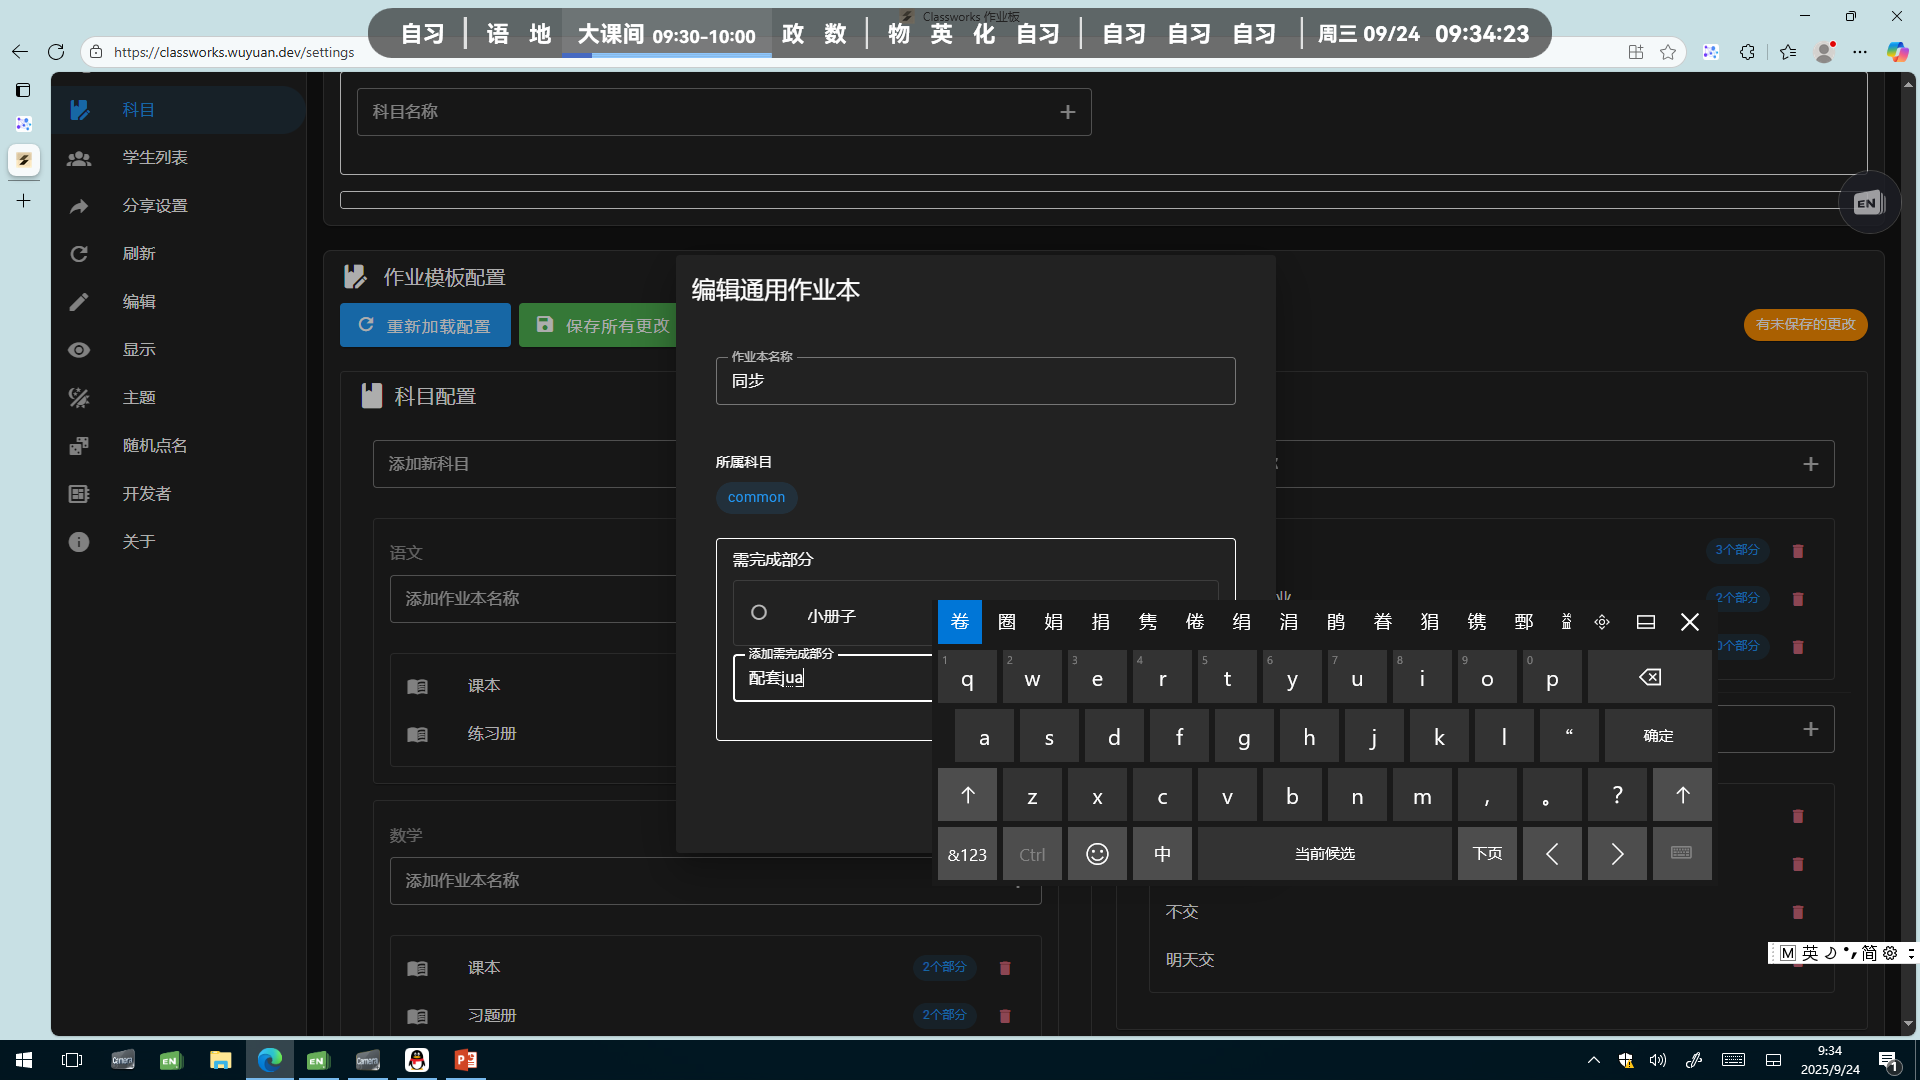 Classworks 作业板
自习 | 语 地 大课间 09:30-10:00 政 数 | 物 英 化 自习 | 自习 自习 自习 | 周三 09/24 09:34:23
https://classworks.wuyuan.dev/settings
科目
学生列表
分享设置
刷新
编辑
显示
主题
随机点名
开发者
关于
科目名称
EN
作业模板配置
重新加载配置
保存所有更改
有未保存的更改
科目配置
添加新科目
语文
添加作业本名称
课本
练习册
数学
添加作业本名称
课本 2个部分
习题册 2个部分
编辑通用作业本
作业本名称
同步
所属科目
common
需完成部分
小册子
添加需完成部分
配套jua
3个部分
2个部分
0个部分
卷 圈 娟 捐 隽 倦 绢 涓 鹃 眷 狷 镌 鄄
1 2 3 4 5 6 7 8 9 0
q w e r t y u i o p
a s d f g h j k l “ 确定
z x c v b n m , 。 ?
&123 Ctrl 中 当前候选 下页
不交
明天交
M 英 简
9:34
2025/9/24
1